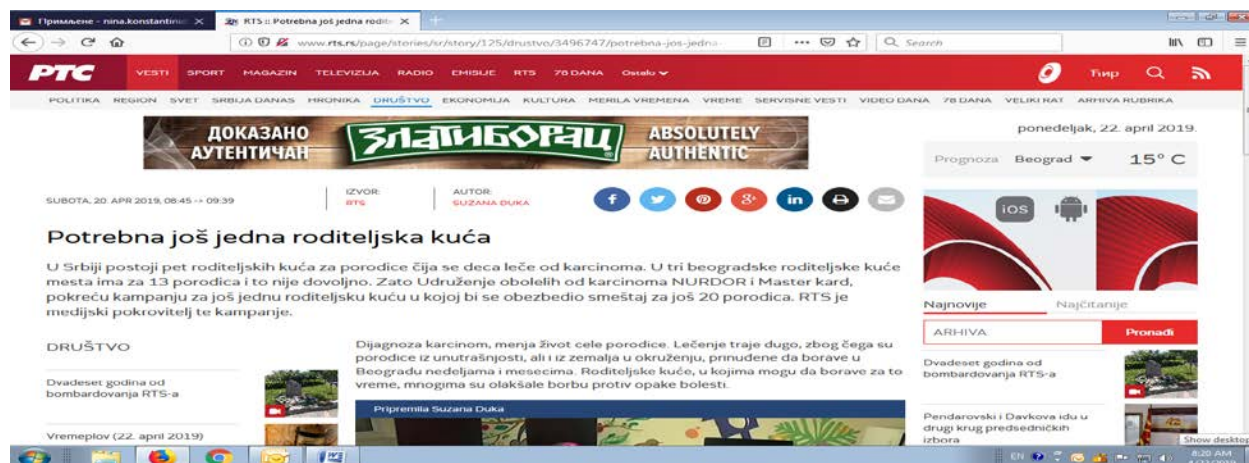 Примљене - nina.konstantini
RTS :: Potrebna još jedna rodite
www.rts.rs/page/stories/sr/story/125/drustvo/3496747/potrebna-jos-jedna-
Search
РТС VESTI SPORT MAGAZIN TELEVIZIJA RADIO EMISIJE RTS 78 DANA Ostalo Ћир
POLITIKA REGION SVET SRBIJA DANAS HRONIKA DRUŠTVO EKONOMIJA KULTURA MERILA VREMENA VREME SERVISNE VESTI VIDEO DANA 78 DANA VELIKI RAT ARHIVA RUBRIKA
ДОКАЗАНО
АУТЕНТИЧАН
ЗЛАТИБОРАЦ
ABSOLUTELY
AUTHENTIC
ponedeljak, 22. april 2019.
Prognoza Beograd 15° C
SUBOTA, 20. APR 2019, 08:45 -> 09:39
IZVOR:
RTS
AUTOR:
SUZANA DUKA
Potrebna još jedna roditeljska kuća
U Srbiji postoji pet roditeljskih kuća za porodice čija se deca leče od karcinoma. U tri beogradske roditeljske kuće
mesta ima za 13 porodica i to nije dovoljno. Zato Udruženje obolelih od karcinoma NURDOR i Master kard,
pokreću kampanju za još jednu roditeljsku kuću u kojoj bi se obezbedio smeštaj za još 20 porodica. RTS je
medijski pokrovitelj te kampanje.
DRUŠTVO
Dvadeset godina od
bombardovanja RTS-a
Vremeplov (22. april 2019)
Dijagnoza karcinom, menja život cele porodice. Lečenje traje dugo, zbog čega su
porodice iz unutrašnjosti, ali i iz zemalja u okruženju, prinuđene da borave u
Beogradu nedeljama i mesecima. Roditeljske kuće, u kojima mogu da borave za to
vreme, mnogima su olakšale borbu protiv opake bolesti.
Pripremila Suzana Duka
iOS
Najnovije Najčitanije
ARHIVA Pronađi
Dvadeset godina od
bombardovanja RTS-a
Pendarovski i Davkova idu u
drugi krug predsedničkih
izbora
Show desktop
EN 8:20 AM